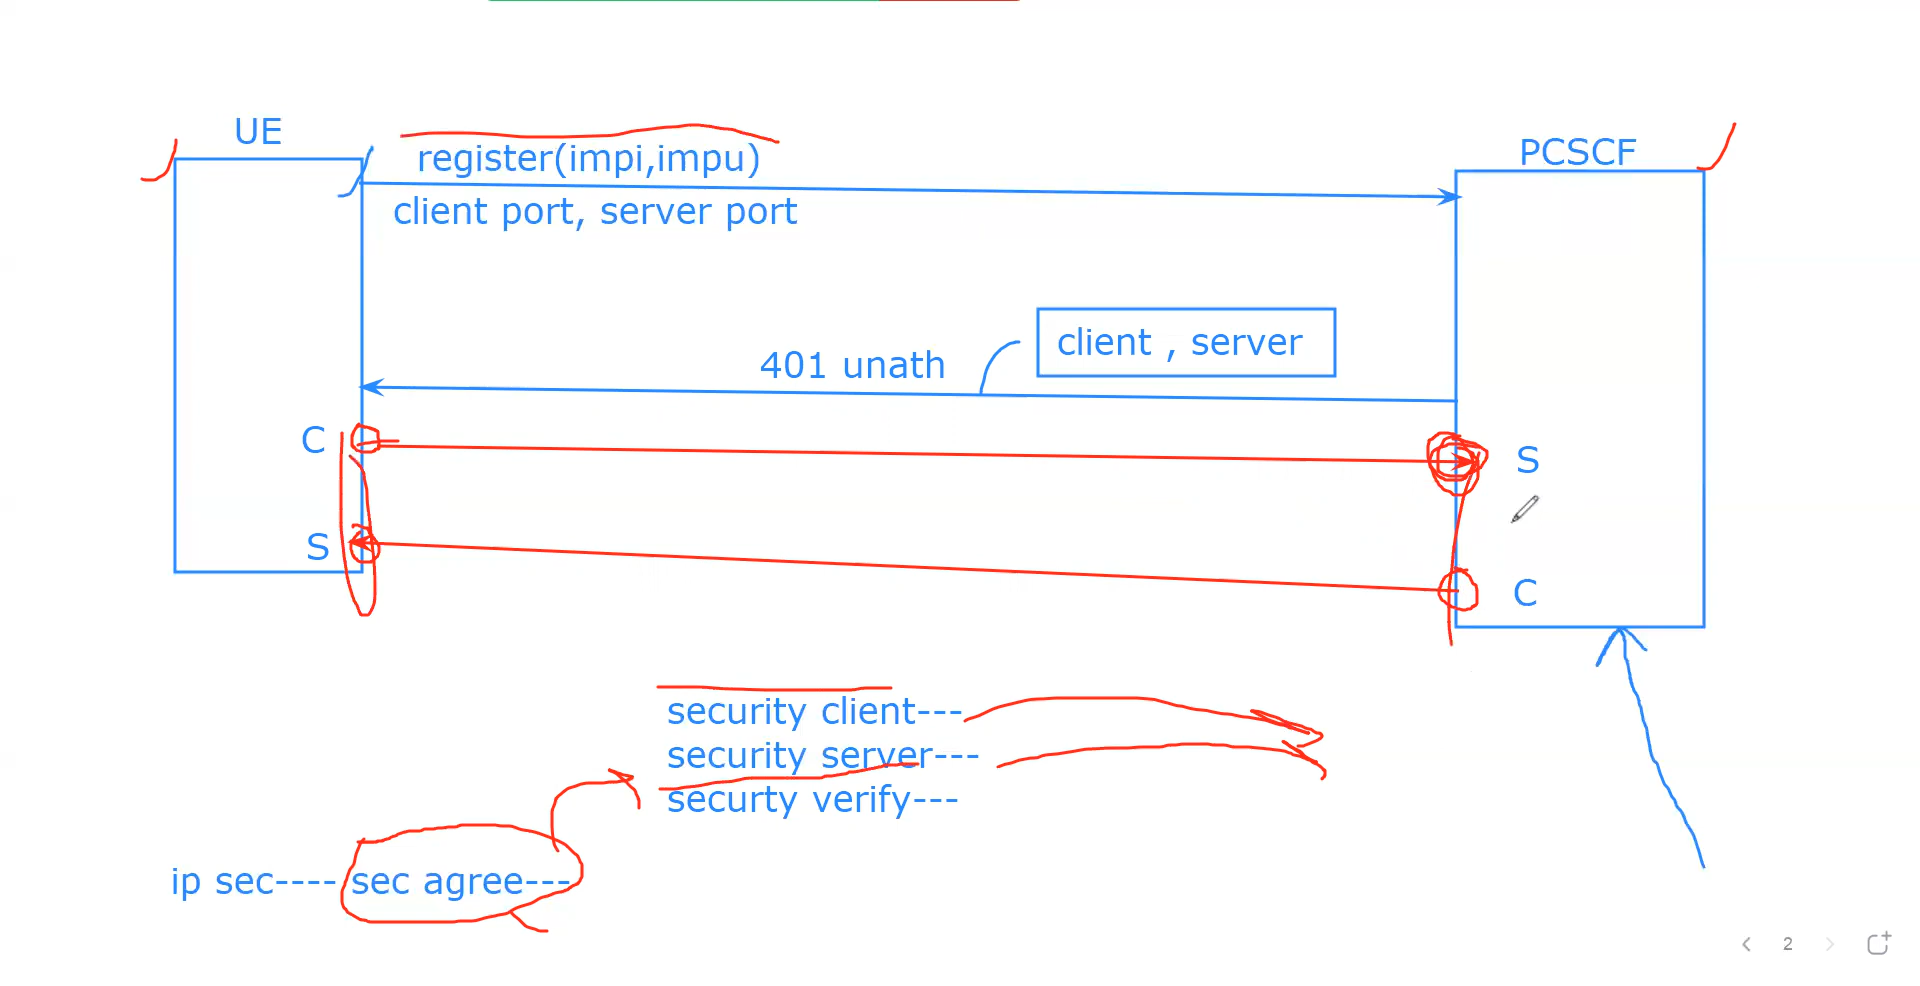 UE
PCSCF
register(impi,impu)
client port, server port
client , server
401 unath
C
S
S
C
security client---
security server---
securty verify---
ip sec---- sec agree---
2